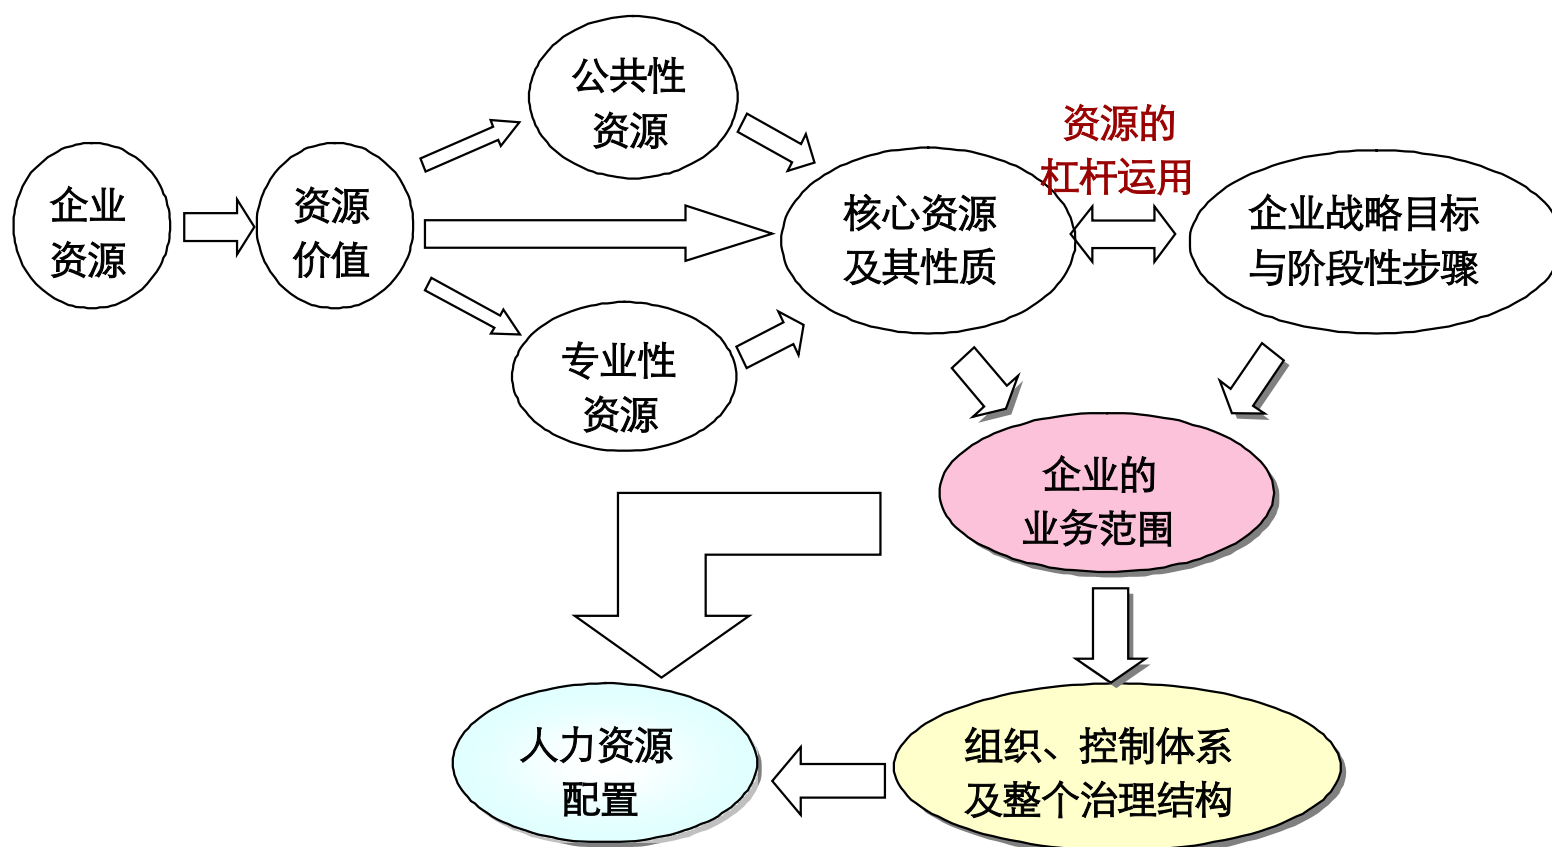 企业
资源
资源
价值
公共性
资源
专业性
资源
核心资源
及其性质
资源的
杠杆运用
企业战略目标
与阶段性步骤
企业的
业务范围
人力资源
配置
组织、控制体系
及整个治理结构